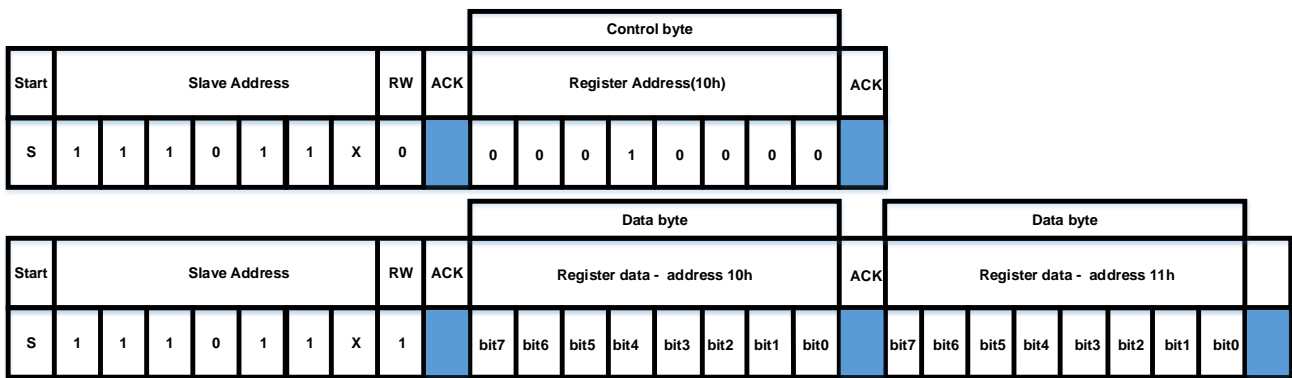 Control byte
Start Slave Address RW ACK Register Address(10h) ACK
S 1 1 1 0 1 1 X 0 0 0 0 1 0 0 0 0
Data byte Data byte
Start Slave Address RW ACK Register data - address 10h ACK Register data - address 11h
S 1 1 1 0 1 1 X 1 bit7 bit6 bit5 bit4 bit3 bit2 bit1 bit0 bit7 bit6 bit5 bit4 bit3 bit2 bit1 bit0